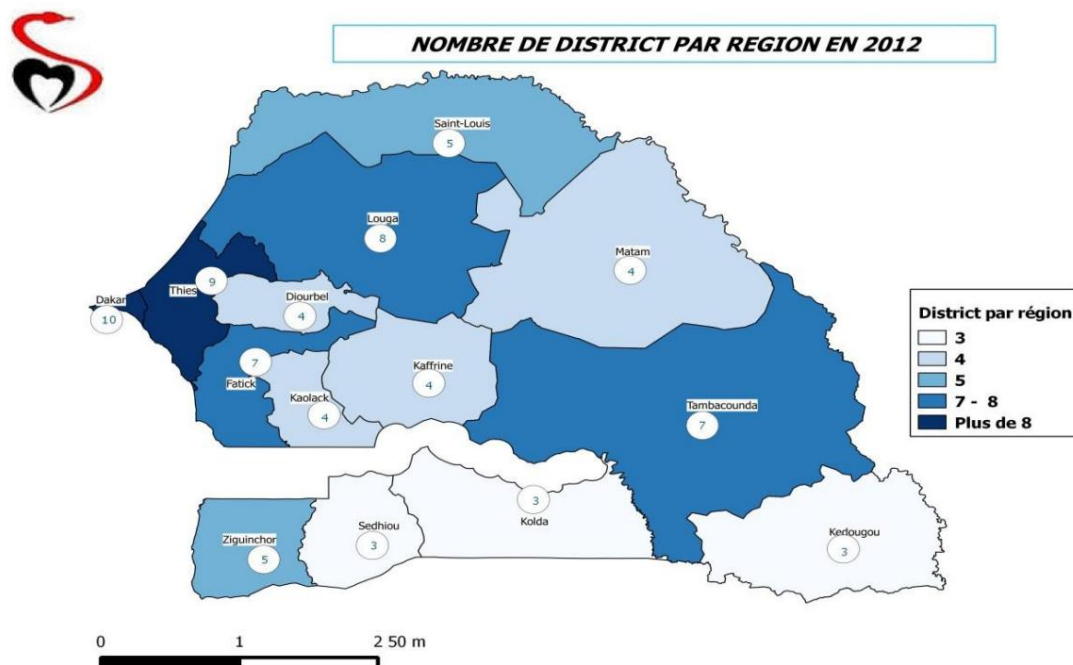 NOMBRE DE DISTRICT PAR REGION EN 2012
Saint-Louis
5
Louga
8
Matam
4
Thies
9
Dakar
10
Diourbel
4
Fatick
7
Kaolack
4
Kaffrine
4
Tambacounda
7
Ziguinchor
5
Sedhiou
3
3
Kolda
Kedougou
3
District par région
3
4
5
7 - 8
Plus de 8
0 1 2 50 m